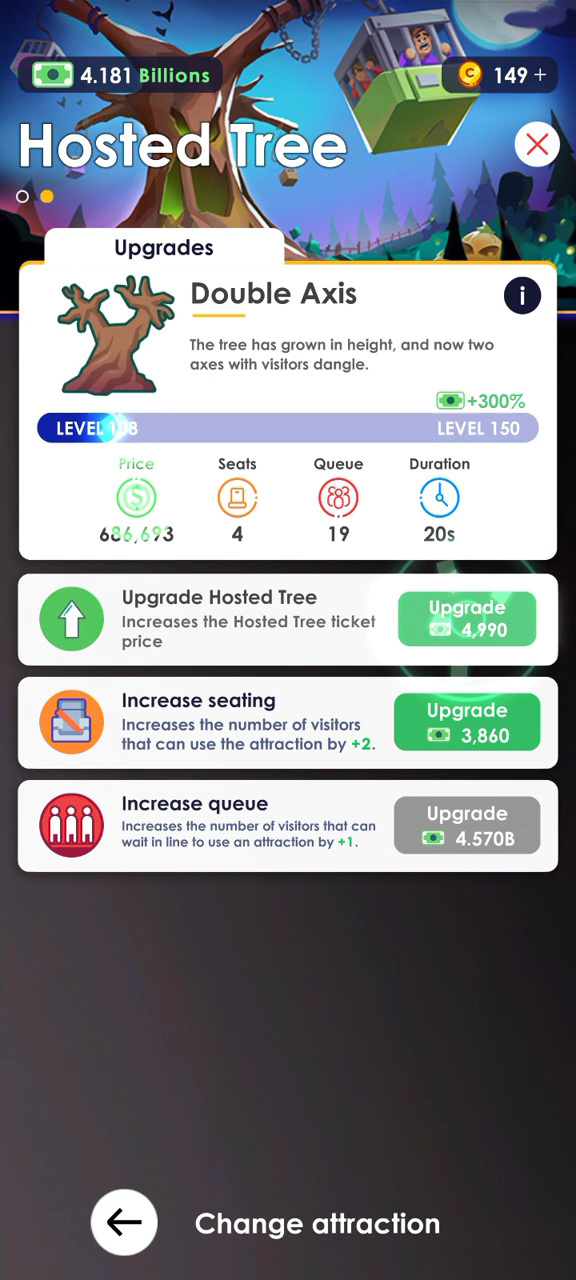 4.181 Billions
149 +
Hosted Tree
Upgrades
Double Axis
i
The tree has grown in height, and now two
axes with visitors dangle.
+300%
LEVEL 108
LEVEL 150
Price
Seats
Queue
Duration
686,693
4
19
20s
Upgrade Hosted Tree
Increases the Hosted Tree ticket
price
Upgrade
4,990
Increase seating
Increases the number of visitors
that can use the attraction by +2.
Upgrade
3,860
Increase queue
Increases the number of visitors that can
wait in line to use an attraction by +1.
Upgrade
4.570B
Change attraction